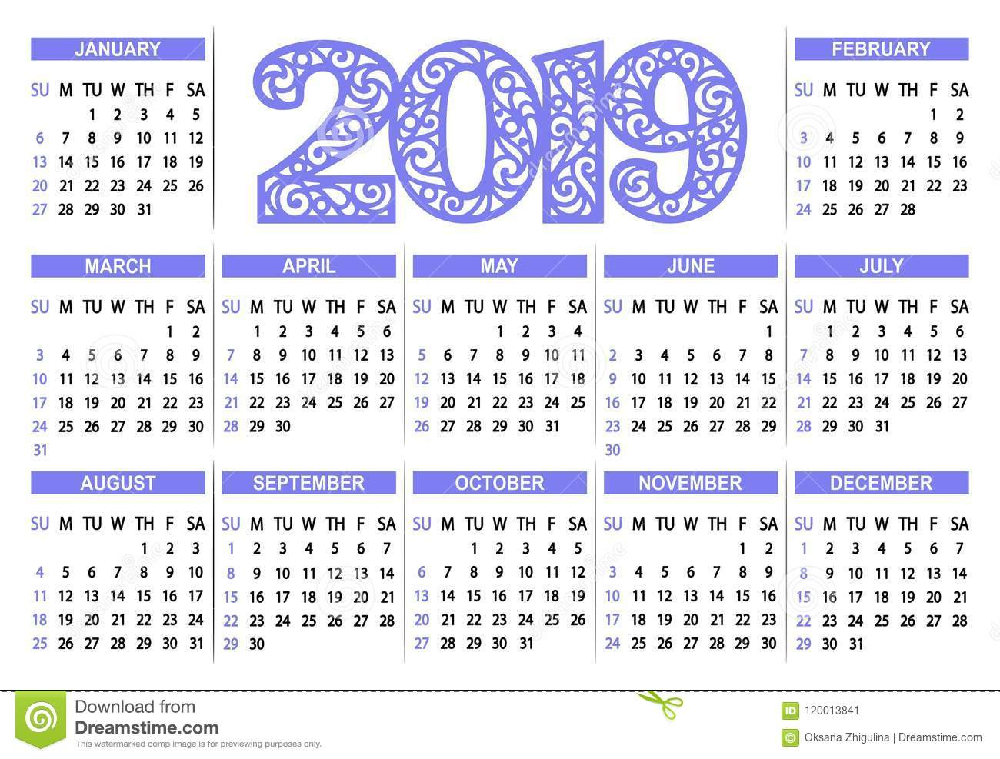 JANUARY
SU M TU W TH F SA
1 2 3 4 5
6 7 8 9 10 11 12
13 14 15 16 17 18 19
20 21 22 23 24 25 26
27 28 29 30 31
2019
FEBRUARY
SU M TU W TH F SA
1 2
3 4 5 6 7 8 9
10 11 12 13 14 15 16
17 18 19 20 21 22 23
24 25 26 27 28
MARCH
SU M TU W TH F SA
1 2
3 4 5 6 7 8 9
10 11 12 13 14 15 16
17 18 19 20 21 22 23
24 25 26 27 28 29 30
31
APRIL
SU M TU W TH F SA
1 2 3 4 5 6
7 8 9 10 11 12 13
14 15 16 17 18 19 20
21 22 23 24 25 26 27
28 29 30
MAY
SU M TU W TH F SA
1 2 3 4
5 6 7 8 9 10 11
12 13 14 15 16 17 18
19 20 21 22 23 24 25
26 27 28 29 30 31
JUNE
SU M TU W TH F SA
1
2 3 4 5 6 7 8
9 10 11 12 13 14 15
16 17 18 19 20 21 22
23 24 25 26 27 28 29
30
JULY
SU M TU W TH F SA
1 2 3 4 5 6
7 8 9 10 11 12 13
14 15 16 17 18 19 20
21 22 23 24 25 26 27
28 29 30 31
AUGUST
SU M TU W TH F SA
1 2 3
4 5 6 7 8 9 10
11 12 13 14 15 16 17
18 19 20 21 22 23 24
25 26 27 28 29 30 31
SEPTEMBER
SU M TU W TH F SA
1 2 3 4 5 6 7
8 9 10 11 12 13 14
15 16 17 18 19 20 21
22 23 24 25 26 27 28
29 30
OCTOBER
SU M TU W TH F SA
1 2 3 4 5
6 7 8 9 10 11 12
13 14 15 16 17 18 19
20 21 22 23 24 25 26
27 28 29 30 31
NOVEMBER
SU M TU W TH F SA
1 2
3 4 5 6 7 8 9
10 11 12 13 14 15 16
17 18 19 20 21 22 23
24 25 26 27 28 29 30
DECEMBER
SU M TU W TH F SA
1 2 3 4 5 6 7
8 9 10 11 12 13 14
15 16 17 18 19 20 21
22 23 24 25 26 27 28
29 30 31
Download from
Dreamstime.com
This watermarked comp image is for previewing purposes only.
ID 120013841
© Oksana Zhigulina | Dreamstime.com